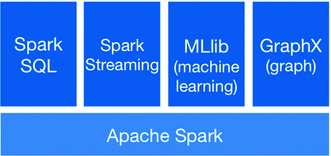 Spark
SQL
Spark
Streaming
MLlib
(machine
learning)
GraphX
(graph)
Apache Spark